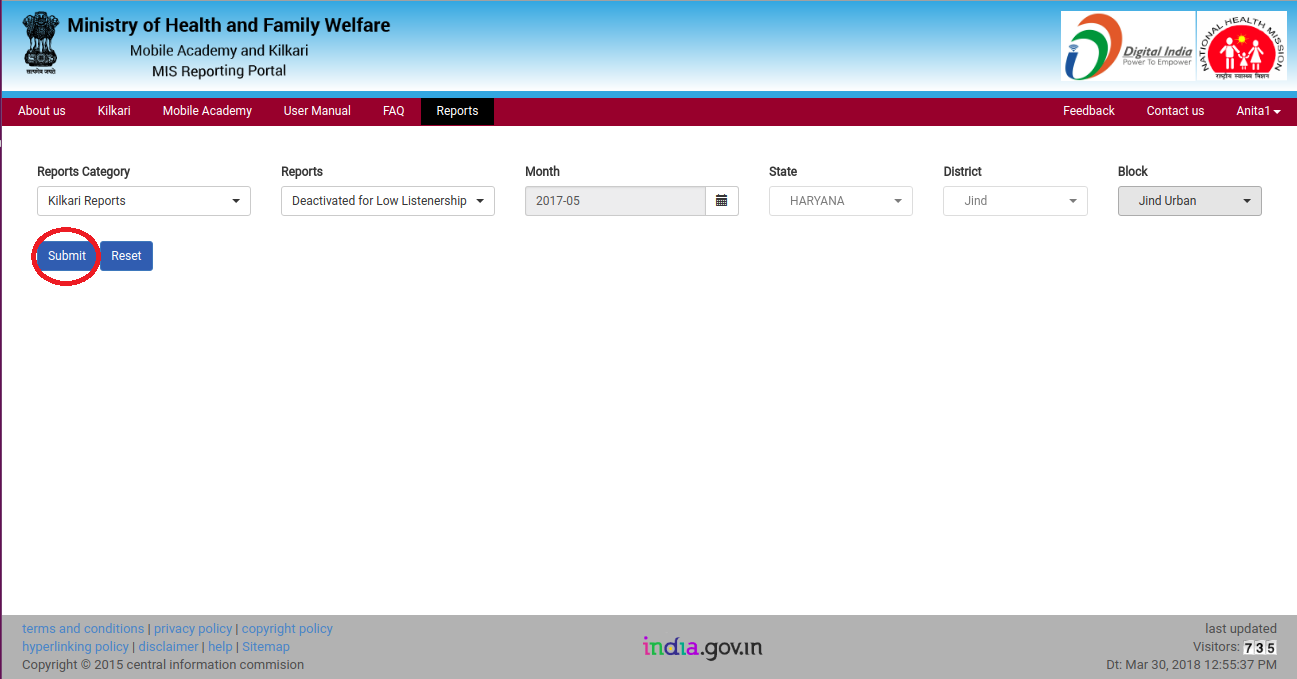 Ministry of Health and Family Welfare
Mobile Academy and Kilkari
MIS Reporting Portal
सत्यमेव जयते
Digital India
Power To Empower
NATIONAL HEALTH MISSION
राष्ट्रीय स्वास्थ्य मिशन
About us Kilkari Mobile Academy User Manual FAQ Reports Feedback Contact us Anita1
Reports Category Reports Month State District Block
Kilkari Reports Deactivated for Low Listenership 2017-05 HARYANA Jind Jind Urban
Submit Reset
terms and conditions | privacy policy | copyright policy
hyperlinking policy | disclaimer | help | Sitemap
Copyright © 2015 central information commision
india.gov.in
last updated
Visitors: 735
Dt: Mar 30, 2018 12:55:37 PM